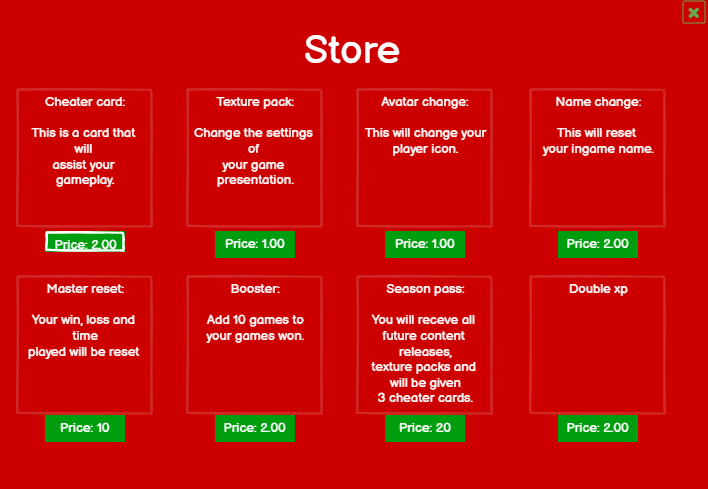 Store
Cheater card:
This is a card that
will
assist your
gameplay.
Price: 2.00
Texture pack:
Change the settings
of
your game
presentation.
Price: 1.00
Avatar change:
This will change your
player icon.
Price: 1.00
Name change:
This will reset
your ingame name.
Price: 2.00
Master reset:
Your win, loss and
time
played will be reset
Price: 10
Booster:
Add 10 games to
your games won.
Price: 2.00
Season pass:
You will receve all
future content
releases,
texture packs and
will be given
3 cheater cards.
Price: 20
Double xp
Price: 2.00